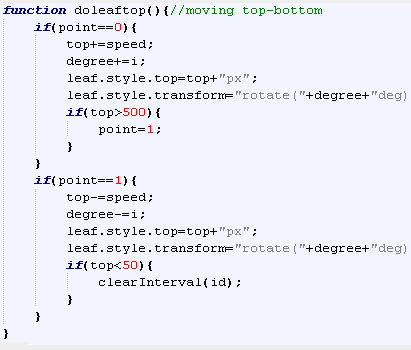 function doleaftop(){//moving top-bottom
    if(point==0){
        top+=speed;
        degree+=i;
        leaf.style.top=top+"px";
        leaf.style.transform="rotate("+degree+"deg)
        if(top>500){
            point=1;
        }
    }
    if(point==1){
        top-=speed;
        degree-=i;
        leaf.style.top=top+"px";
        leaf.style.transform="rotate("+degree+"deg)
        if(top<50){
            clearInterval(id);
        }
    }
}